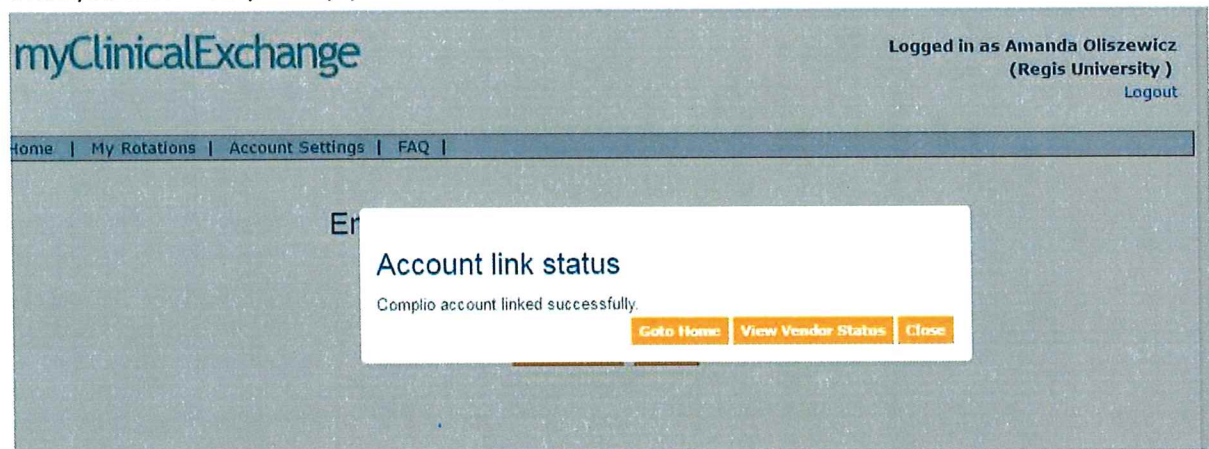 myClinicalExchange
Logged in as Amanda Oliszewicz
(Regis University )
Logout
Home | My Rotations | Account Settings | FAQ |
Er
Account link status
Complio account linked successfully.
Goto Home View Vendor Status Close